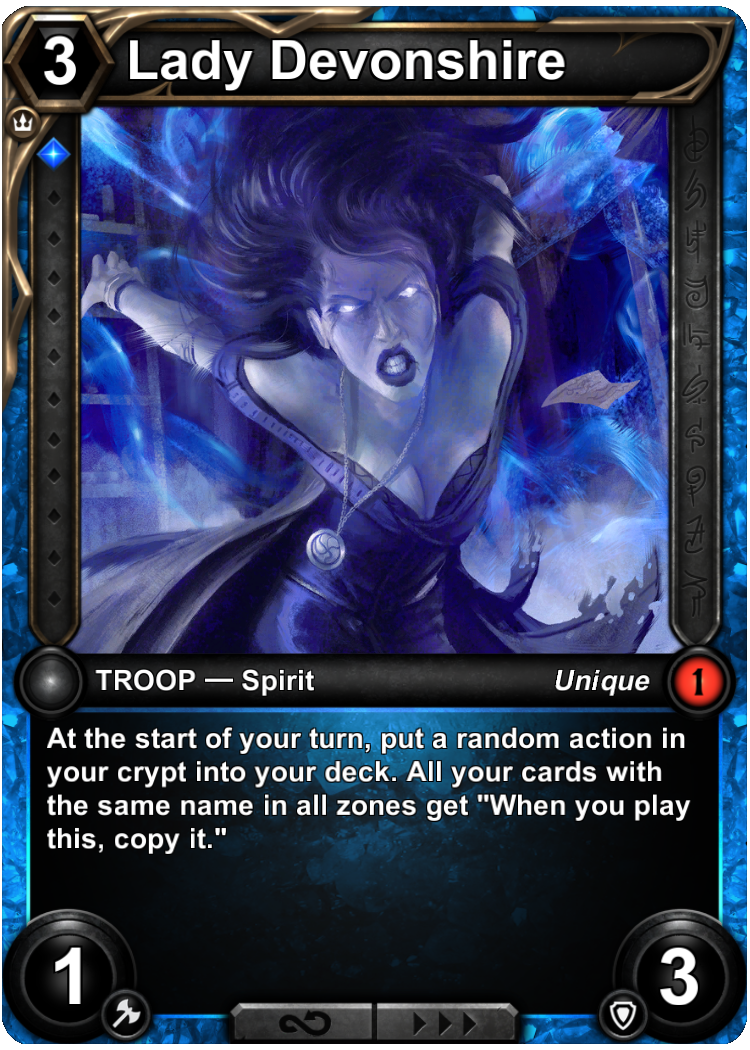 3 Lady Devonshire
TROOP — Spirit Unique 1
At the start of your turn, put a random action in
your crypt into your deck. All your cards with
the same name in all zones get "When you play
this, copy it."
1 3